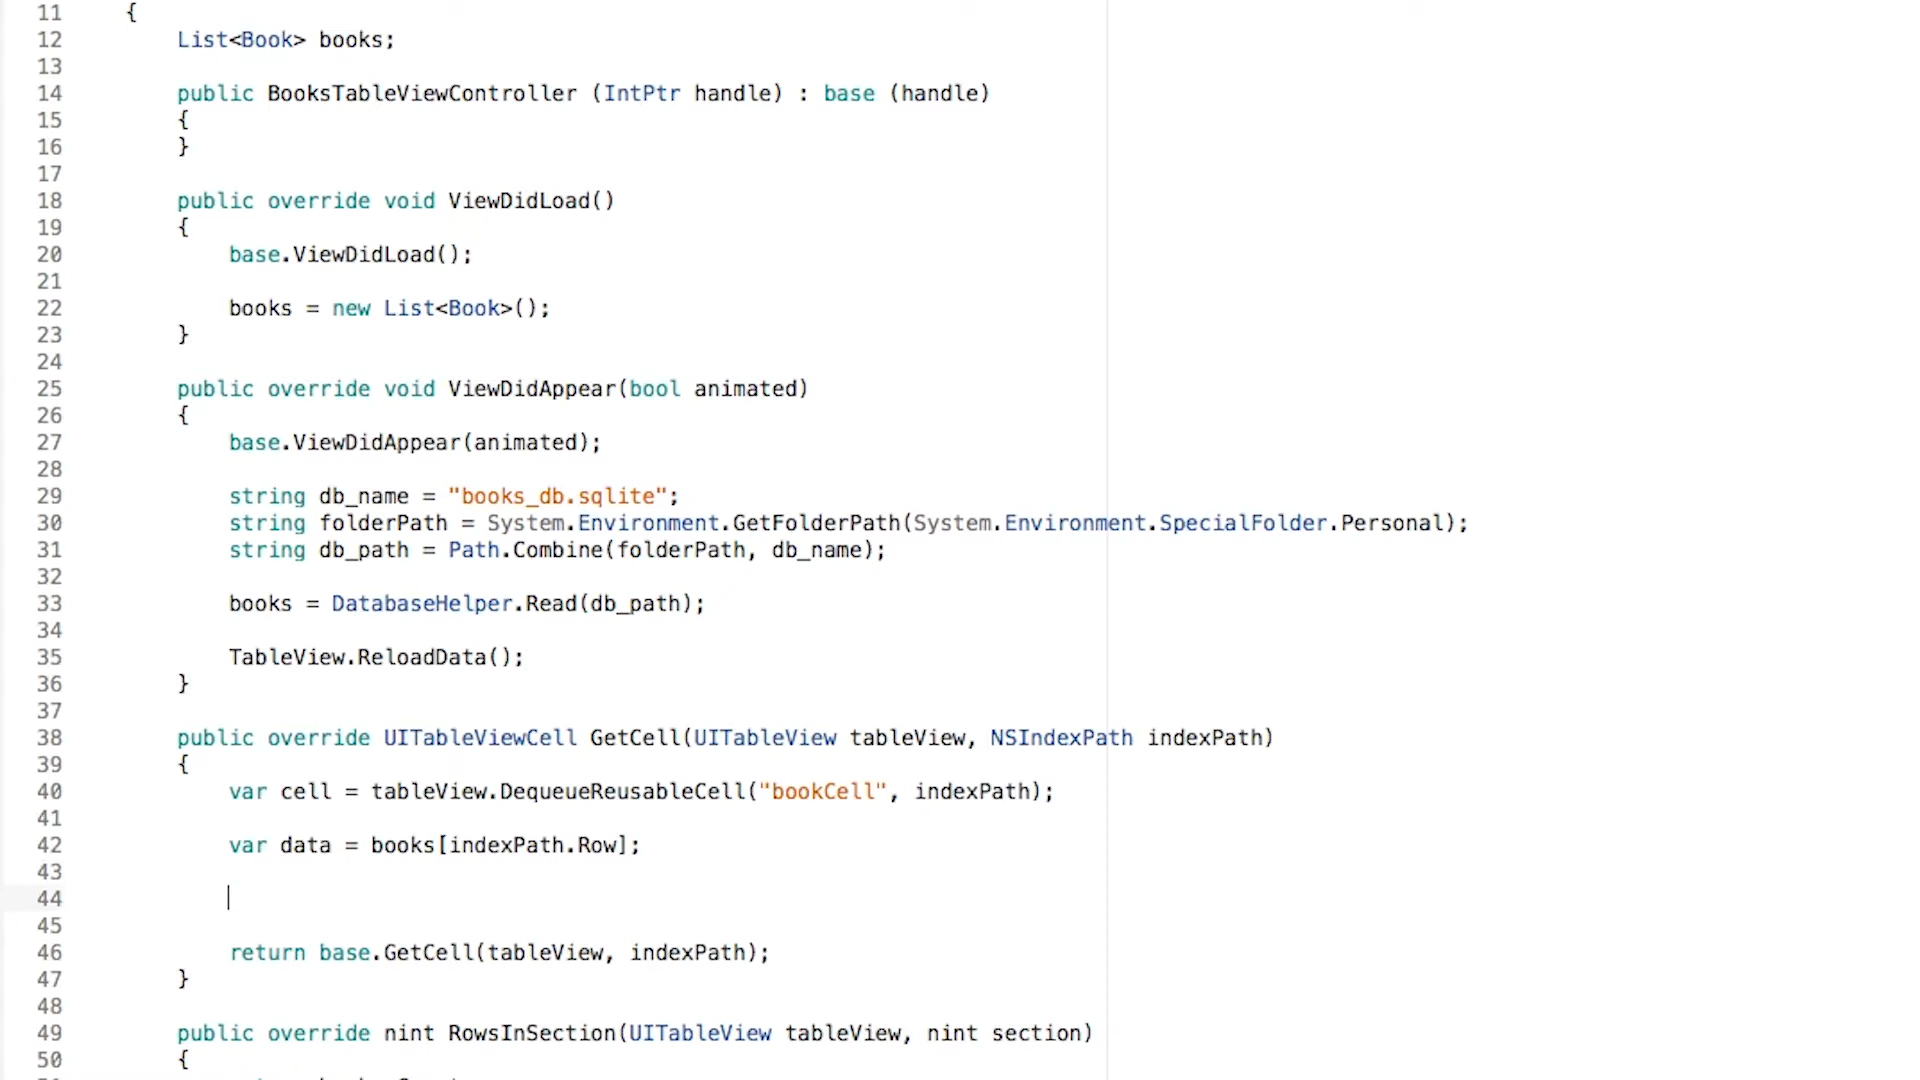 11 {
12 List<Book> books;
13
14 public BooksTableViewController (IntPtr handle) : base (handle)
15 {
16 }
17
18 public override void ViewDidLoad()
19 {
20 base.ViewDidLoad();
21
22 books = new List<Book>();
23 }
24
25 public override void ViewDidAppear(bool animated)
26 {
27 base.ViewDidAppear(animated);
28
29 string db_name = "books_db.sqlite";
30 string folderPath = System.Environment.GetFolderPath(System.Environment.SpecialFolder.Personal);
31 string db_path = Path.Combine(folderPath, db_name);
32
33 books = DatabaseHelper.Read(db_path);
34
35 TableView.ReloadData();
36 }
37
38 public override UITableViewCell GetCell(UITableView tableView, NSIndexPath indexPath)
39 {
40 var cell = tableView.DequeueReusableCell("bookCell", indexPath);
41
42 var data = books[indexPath.Row];
43
44
45
46 return base.GetCell(tableView, indexPath);
47 }
48
49 public override nint RowsInSection(UITableView tableView, nint section)
50 {